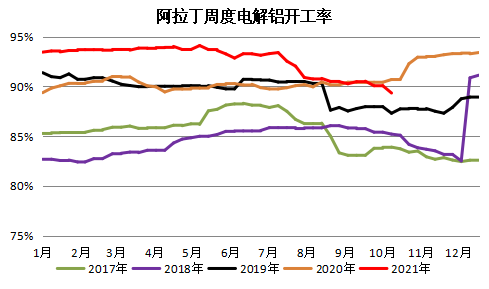 阿拉丁周度电解铝开工率
95%
90%
85%
80%
75%
1月 2月 3月 4月 5月 6月 7月 8月 9月 10月 11月 12月
2017年 2018年 2019年 2020年 2021年